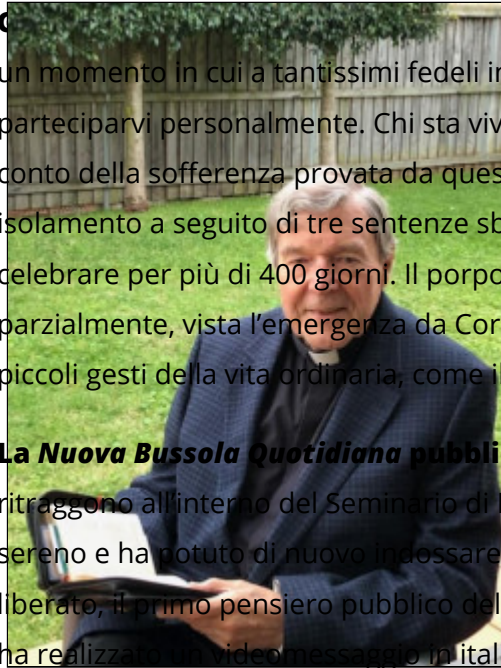 un momento in cui a tantissimi fedeli in
parteciparvi personalmente. Chi sta viv
conto della sofferenza provata da ques
isolamento a seguito di tre sentenze sb
celebrare per più di 400 giorni. Il porpo
parzialmente, vista l'emergenza da Cor
piccoli gesti della vita ordinaria, come i
La Nuova Bussola Quotidiana pubbli
ritraggono all'interno del Seminario di
sereno e ha potuto di nuovo indossare
liberato, il primo pensiero pubblico del
ha realizzato un videomessaggio in ital